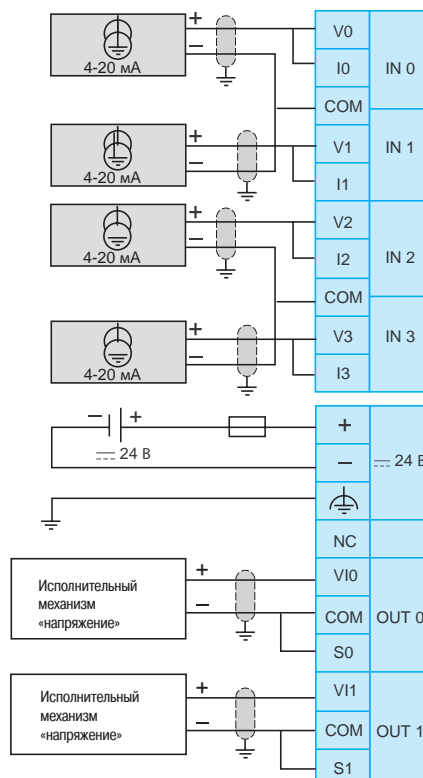 +
−
4-20 мА
V0
I0
IN 0
COM
+
−
4-20 мА
V1
I1
IN 1
+
−
4-20 мА
V2
I2
IN 2
COM
+
−
4-20 мА
V3
I3
IN 3
− +
24 В
+
−
24 В
NC
Исполнительный
механизм
«напряжение»
+
−
VI0
COM
S0
OUT 0
Исполнительный
механизм
«напряжение»
+
−
VI1
COM
S1
OUT 1